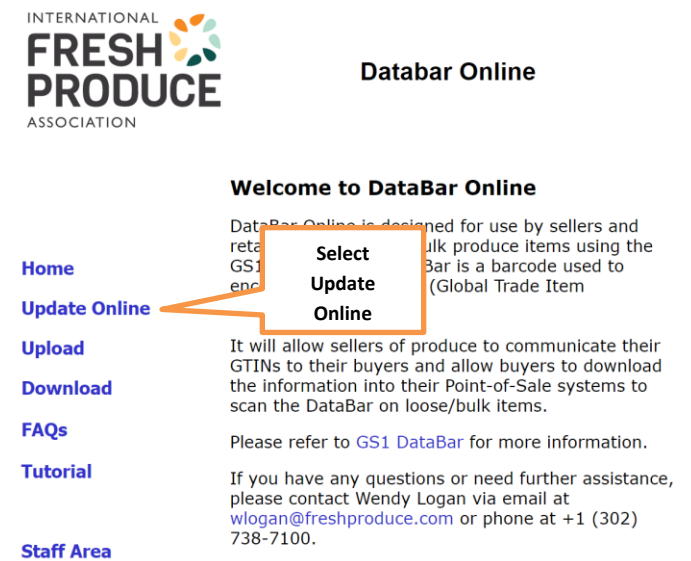 INTERNATIONAL
FRESH
PRODUCE
ASSOCIATION
Databar Online
Welcome to DataBar Online
DataBar Online is designed for use by sellers and
reta ulk produce items using the
GS1 Bar is a barcode used to
enc (Global Trade Item
Select
Update
Online
Home
Update Online
Upload
Download
FAQs
Tutorial
Staff Area
It will allow sellers of produce to communicate their
GTINs to their buyers and allow buyers to download
the information into their Point-of-Sale systems to
scan the DataBar on loose/bulk items.
Please refer to GS1 DataBar for more information.
If you have any questions or need further assistance,
please contact Wendy Logan via email at
wlogan@freshproduce.com or phone at +1 (302)
738-7100.